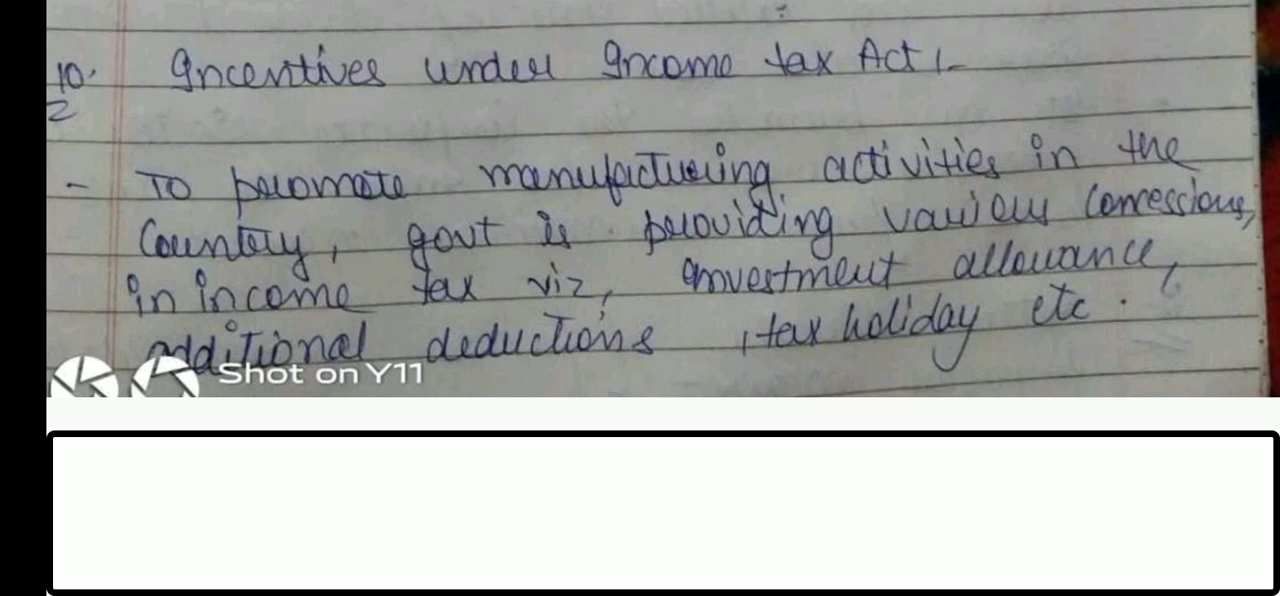 10. Incentives under Income tax Act :-
2
- To promote manufacturing activities in the
Country, govt is providing various Concessions,
in income tax viz, investment allowance,
additional deductions, tax holiday etc.
Shot on Y11